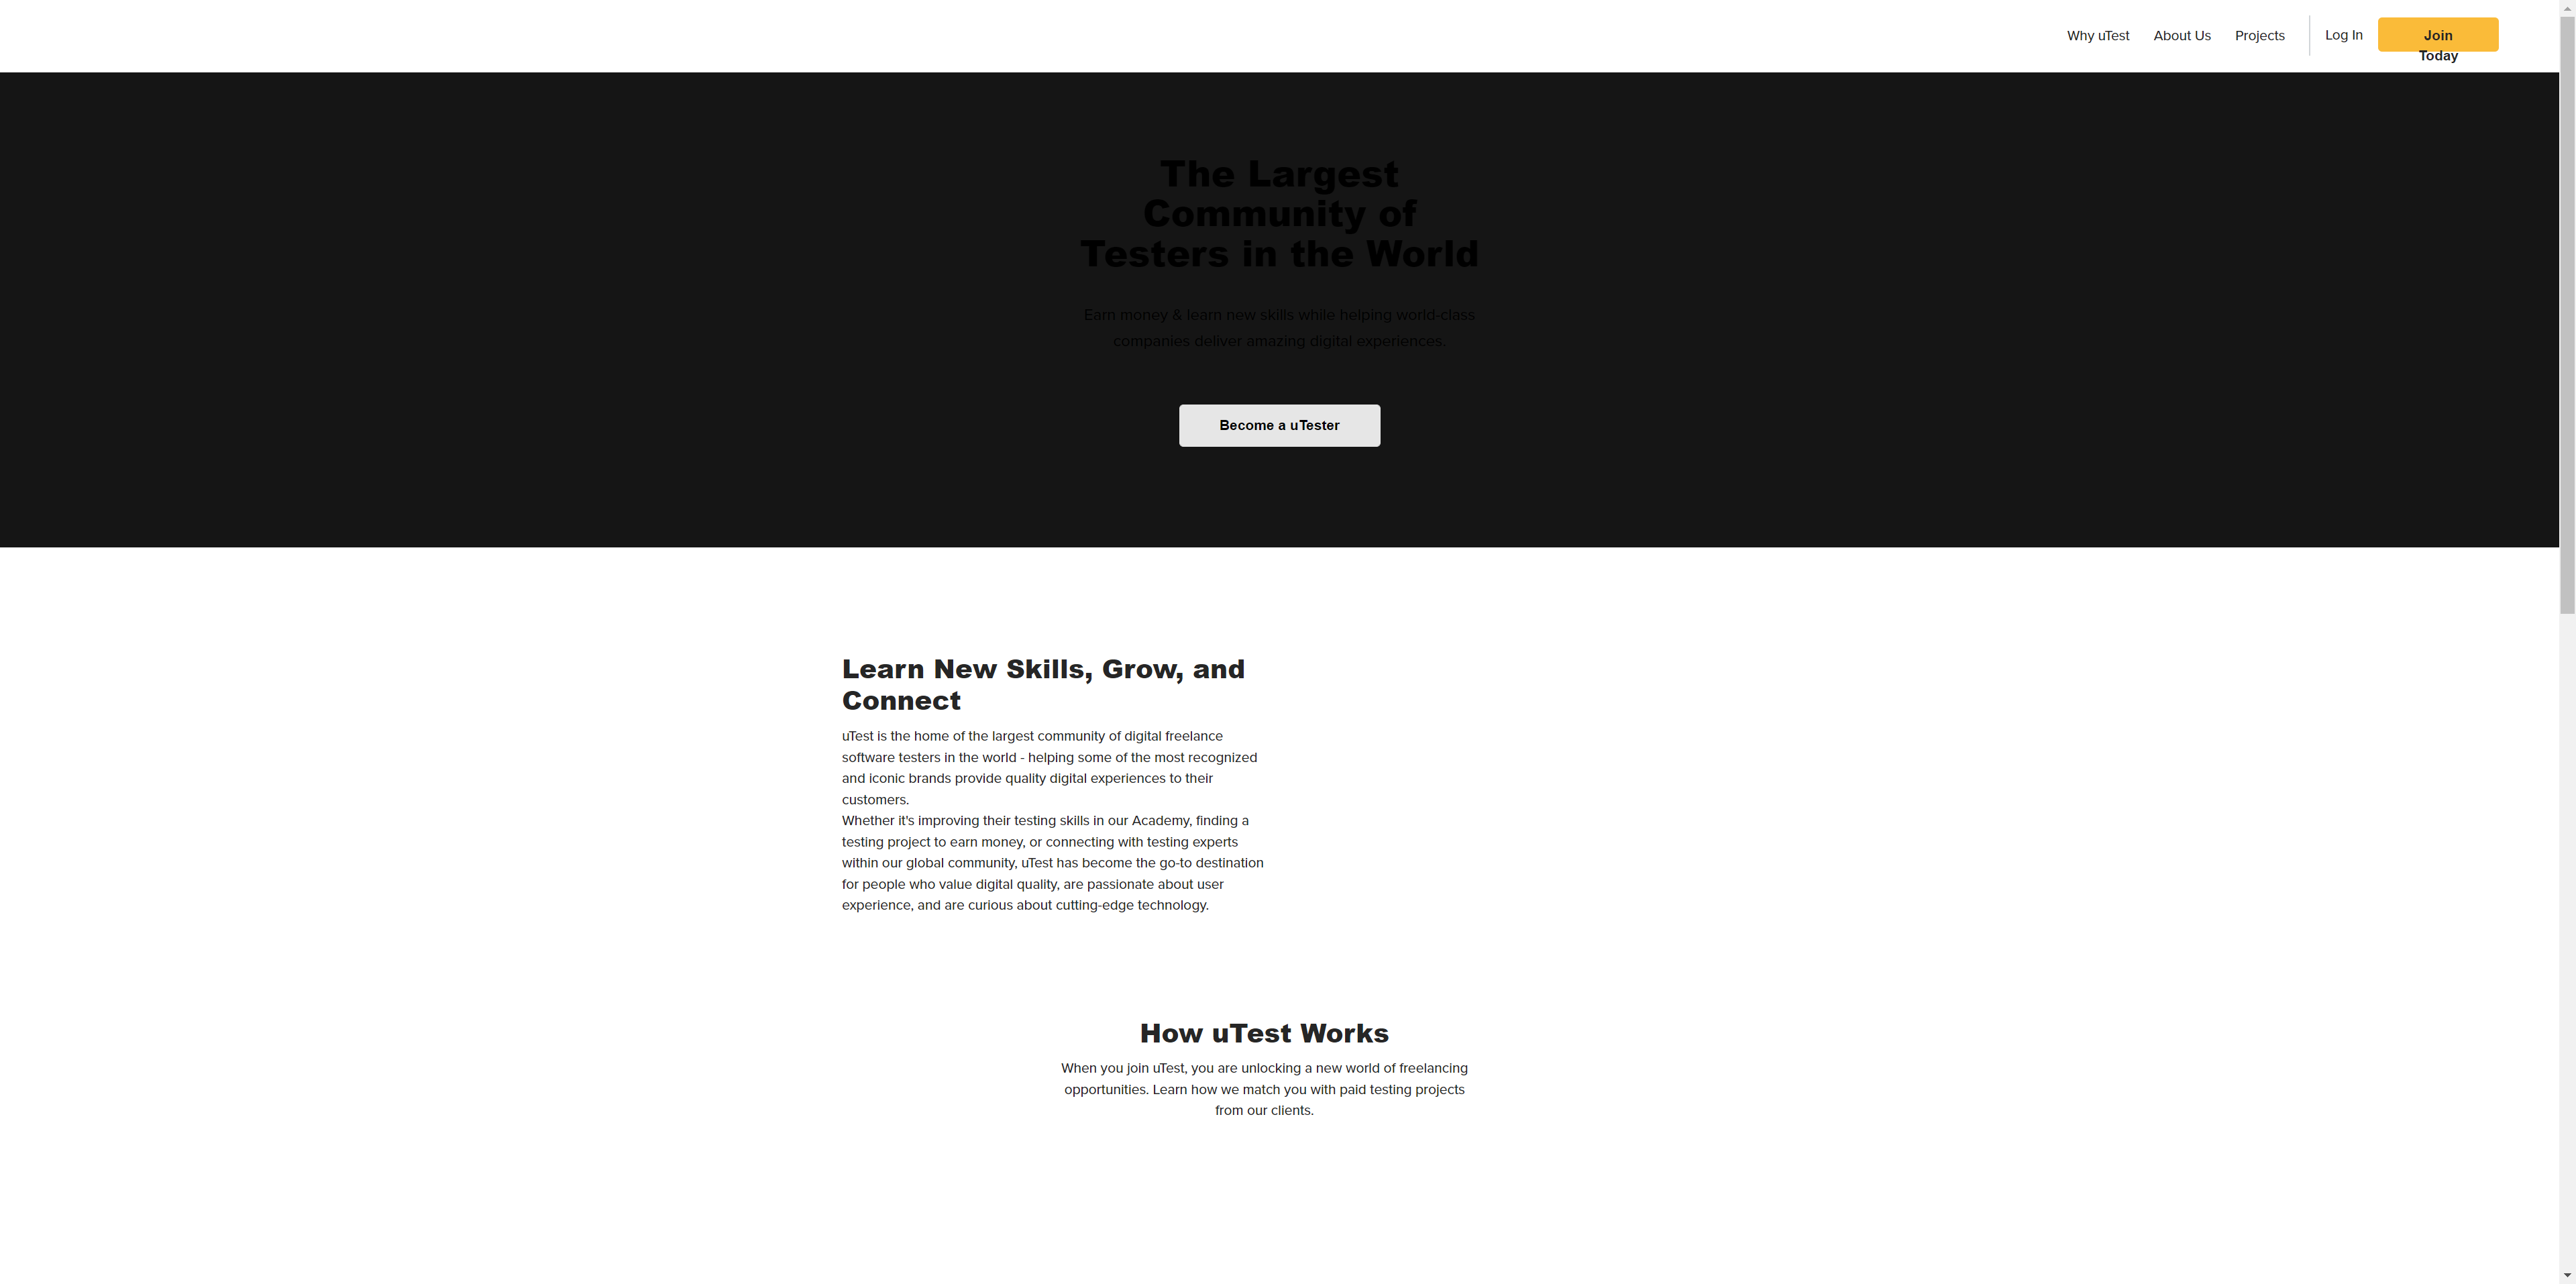 Why uTest
About Us
Projects
Log In
Join
Today
The Largest
Community of
Testers in the World
Earn money & learn new skills while helping world-class
companies deliver amazing digital experiences.
Become a uTester
Learn New Skills, Grow, and
Connect
uTest is the home of the largest community of digital freelance
software testers in the world - helping some of the most recognized
and iconic brands provide quality digital experiences to their
customers.
Whether it's improving their testing skills in our Academy, finding a
testing project to earn money, or connecting with testing experts
within our global community, uTest has become the go-to destination
for people who value digital quality, are passionate about user
experience, and are curious about cutting-edge technology.
How uTest Works
When you join uTest, you are unlocking a new world of freelancing
opportunities. Learn how we match you with paid testing projects
from our clients.